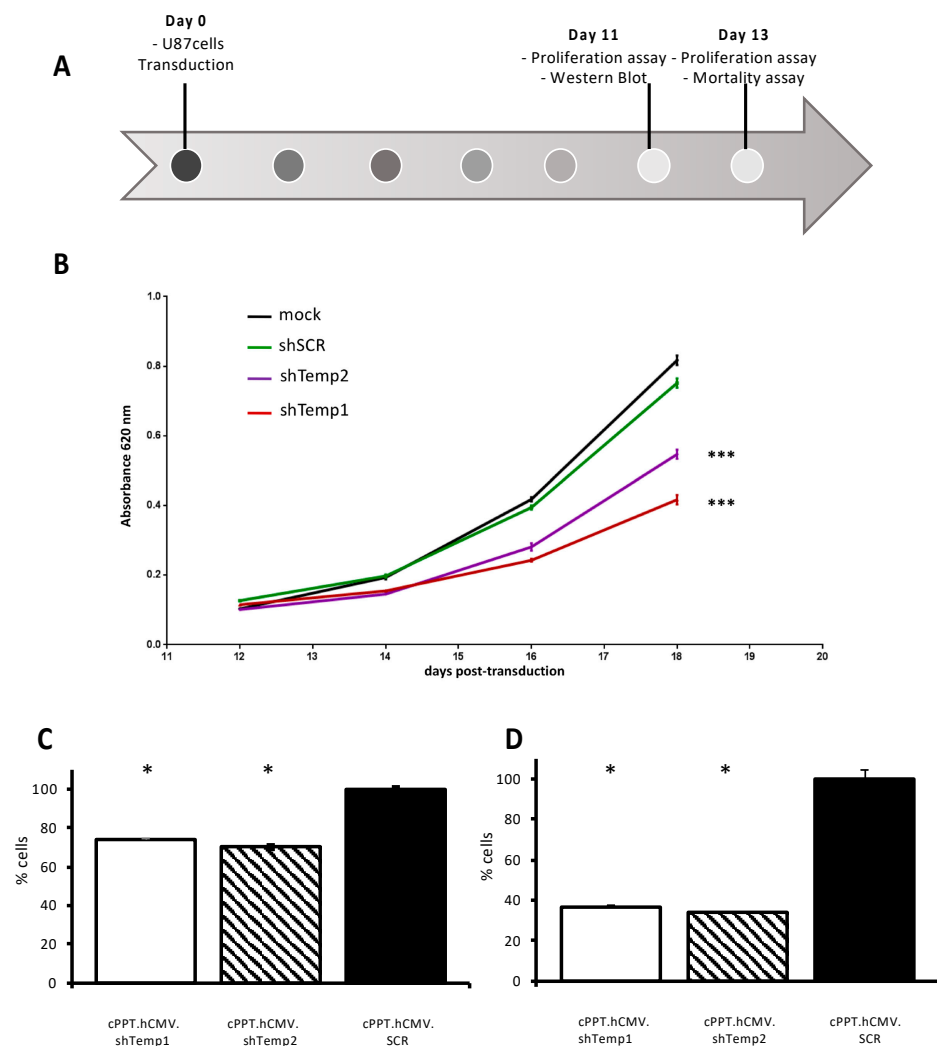 Day 0
- U87cells
Transduction
Day 11
- Proliferation assay
- Western Blot
Day 13
- Proliferation assay
- Mortality assay
A
B
1.0
0.8
0.6
0.4
0.2
0.0
Absorbance 620 nm
mock
shSCR
shTemp2
shTemp1
***
***
11 12 13 14 15 16 17 18 19 20
days post-transduction
C
* *
100
80
60
40
20
0
% cells
cPPT.hCMV. cPPT.hCMV. cPPT.hCMV.
shTemp1 shTemp2 SCR
D
* *
100
80
60
40
20
0
% cells
cPPT.hCMV. cPPT.hCMV. cPPT.hCMV.
shTemp1 shTemp2 SCR